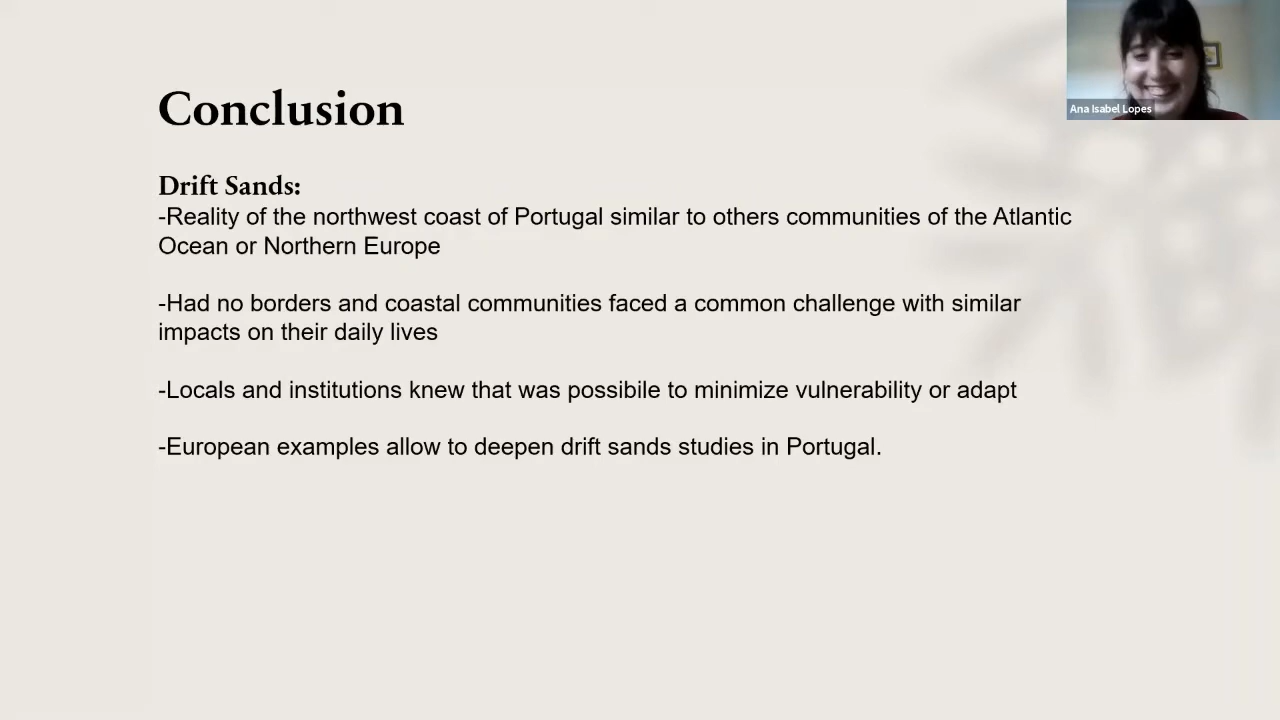 Conclusion
Ana Isabel Lopes
Drift Sands:
-Reality of the northwest coast of Portugal similar to others communities of the Atlantic
Ocean or Northern Europe
-Had no borders and coastal communities faced a common challenge with similar
impacts on their daily lives
-Locals and institutions knew that was possibile to minimize vulnerability or adapt
-European examples allow to deepen drift sands studies in Portugal.